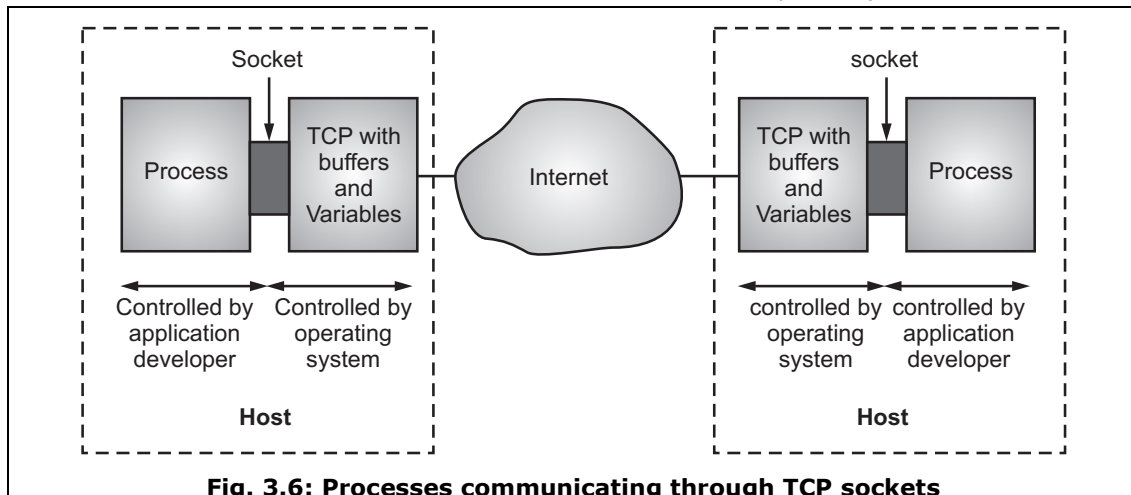 Socket
Process
TCP with
buffers
and
Variables
Controlled by
application
developer
Controlled by
operating
system
Host
Internet
socket
TCP with
buffers
and
Variables
Process
controlled by
operating
system
controlled by
application
developer
Host
Fig. 3.6: Processes communicating through TCP sockets